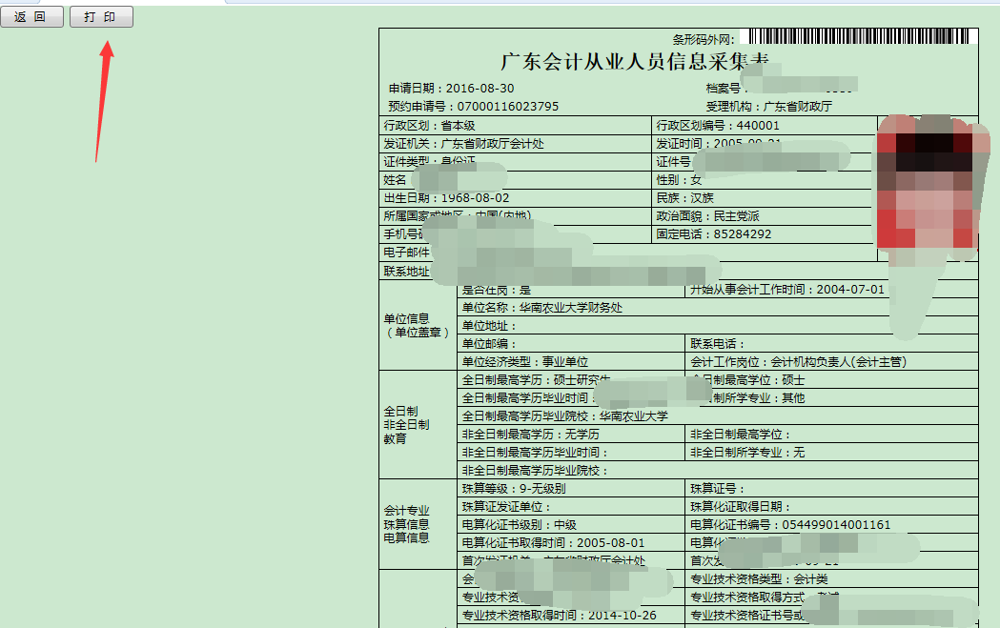 返 回 打 印
条形码外网：
广东会计从业人员信息采集表
申请日期：2016-08-30 档案号
预约申请号：07000116023795 受理机构：广东省财政厅
行政区划：省本级 行政区划编号：440001
发证机关：广东省财政厅会计处 发证时间：2005-09-21
证件类型：身份证 证件号
姓名 性别：女
出生日期：1968-08-02 民族：汉族
所属国家或地区：中国(内地) 政治面貌：民主党派
手机号码 固定电话：85284292
电子邮件
联系地址
单位信息
（单位盖章）
是否在岗：是 开始从事会计工作时间：2004-07-01
单位名称：华南农业大学财务处
单位地址：
单位邮编： 联系电话：
单位经济类型：事业单位 会计工作岗位：会计机构负责人(会计主管)
全日制
非全日制
教育
全日制最高学历：硕士研究生 全日制最高学位：硕士
全日制最高学历毕业时间： 制所学专业：其他
全日制最高学历毕业院校：华南农业大学
非全日制最高学历：无学历 非全日制最高学位：
非全日制最高学历毕业时间： 非全日制所学专业：无
非全日制最高学历毕业院校：
会计专业
珠算信息
电算信息
珠算等级：9-无级别 珠算证号：
珠算证发证单位： 珠算化证取得日期：
电算化证书级别：中级 电算化证书编号：054499014001161
电算化证书取得时间：2005-08-01 电算化
首次发证机关：广东省财政厅会计处 首次发
会 专业技术资格类型：会计类
专业技术资 专业技术资格取得方式：考试
专业技术资格取得时间：2014-10-26 专业技术资格证书号或